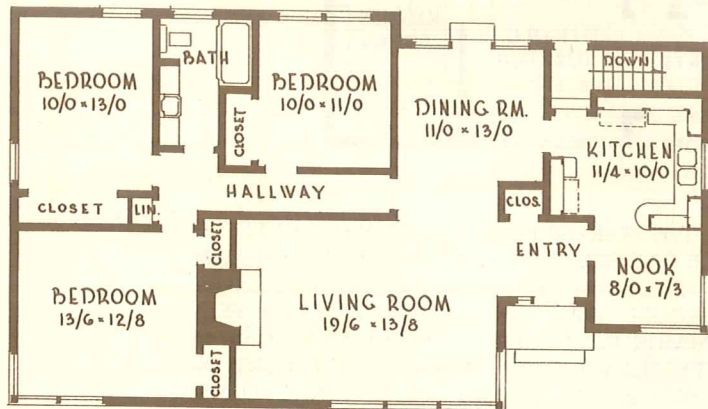 BEDROOM
10/0 × 13/0
BATH
BEDROOM
10/0 × 11/0
CLOSET
DINING RM.
11/0 × 13/0
DOWN
KITCHEN
11/4 × 10/0
HALLWAY
CLOSET
LIN.
CLOS.
ENTRY
NOOK
8/0 × 7/3
CLOSET
BEDROOM
13/6 × 12/8
LIVING ROOM
19/6 × 13/8
CLOSET